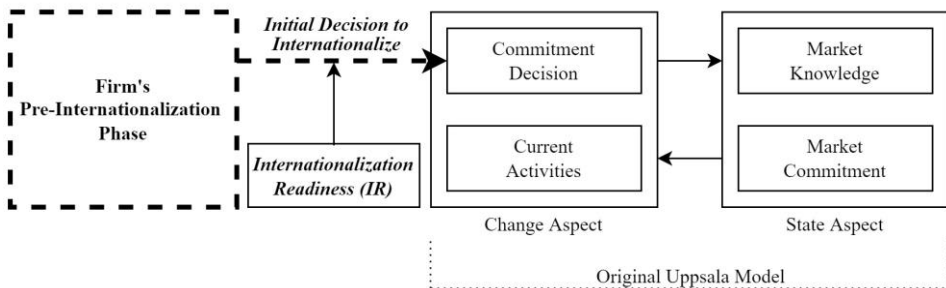 Initial Decision to
Internationalize
Firm's
Pre-Internationalization
Phase
Internationalization
Readiness (IR)
Commitment
Decision
Current
Activities
Change Aspect
Market
Knowledge
Market
Commitment
State Aspect
Original Uppsala Model